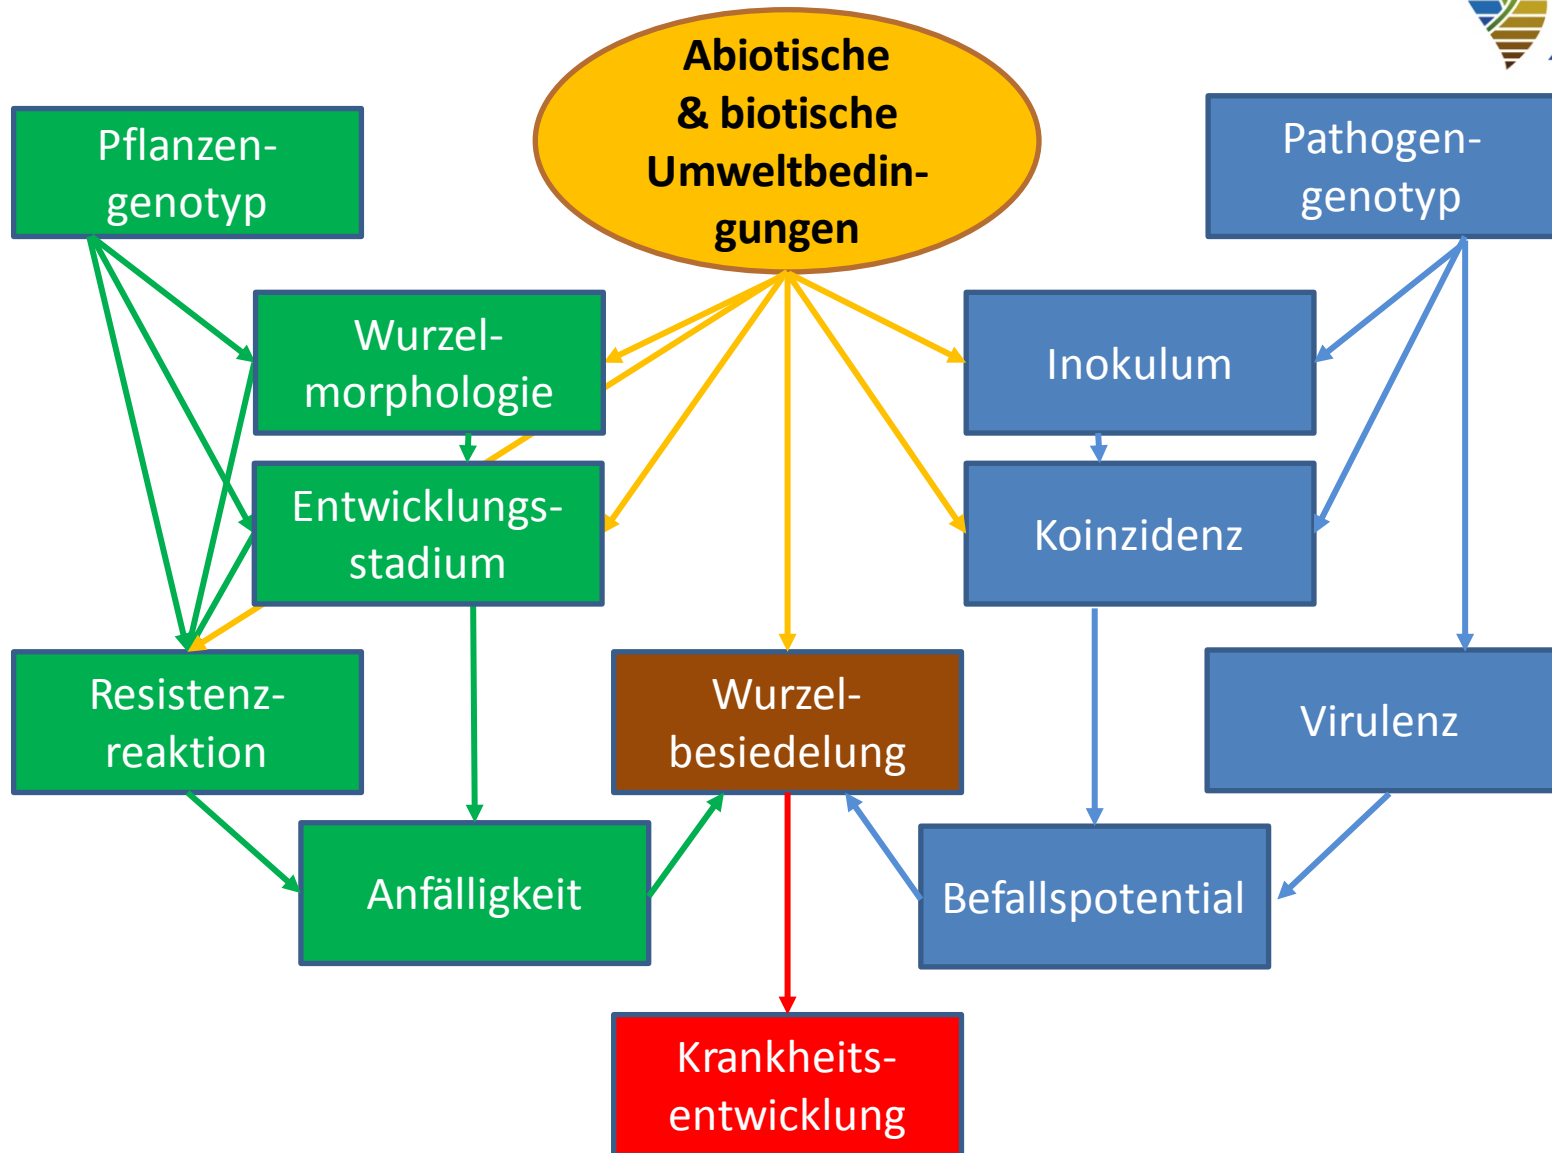 Abiotische
& biotische
Umweltbedin-
gungen
Pflanzen-
genotyp
Pathogen-
genotyp
Wurzel-
morphologie
Inokulum
Entwicklungs-
stadium
Koinzidenz
Resistenz-
reaktion
Wurzel-
besiedelung
Virulenz
Anfälligkeit
Befallspotential
Krankheits-
entwicklung